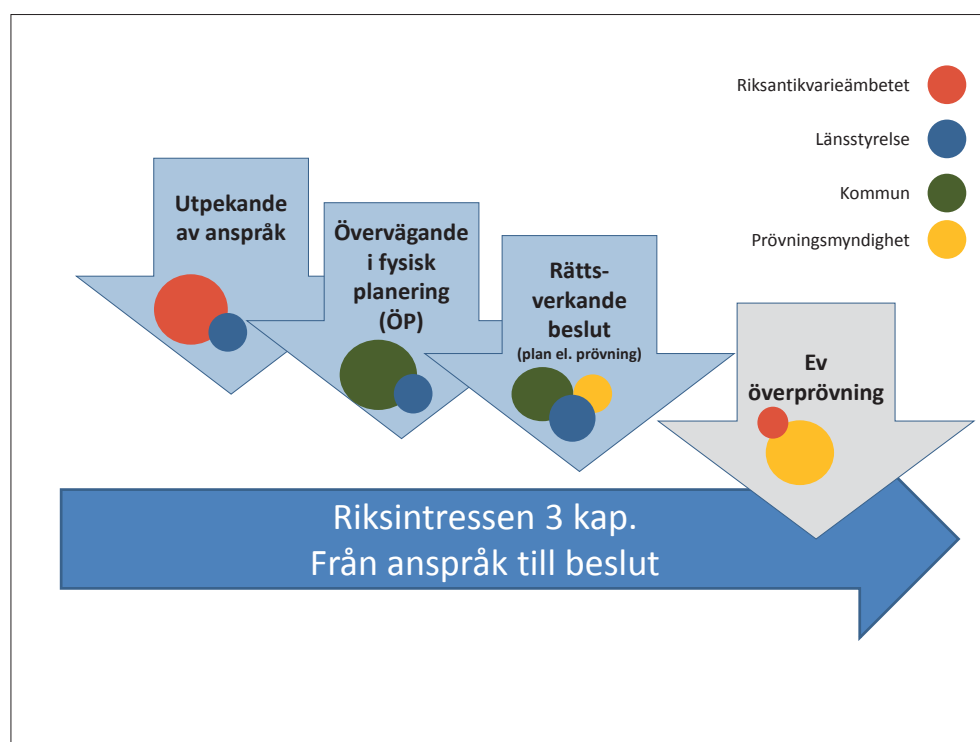 Riksantikvarieämbetet
Länsstyrelse
Kommun
Prövningsmyndighet
Utpekande
av anspråk
Övervägande
i fysisk
planering
(ÖP)
Rätts-
verkande
beslut
(plan el. prövning)
Ev
överprövning
Riksintressen 3 kap.
Från anspråk till beslut